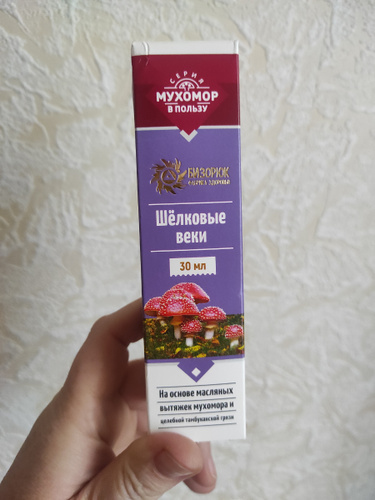 СЕРИЯ
МУХОМОР
В ПОЛЬЗУ
БИЗОРЮК
ФАБРИКА ЗДОРОВЬЯ
Шёлковые
веки
30 мл
На основе масляных
вытяжек мухомора и
целебной тамбуканской грязи